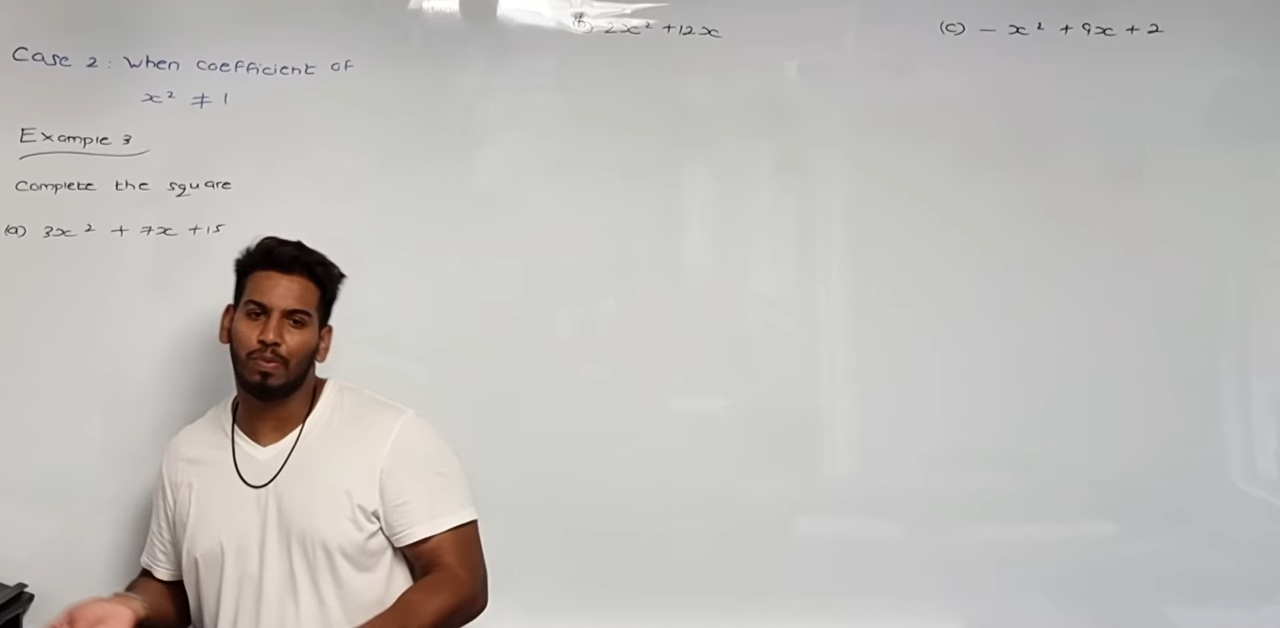 Case 2: When coefficient of
x² ≠ 1
Example 3
Complete the square
(a) 3x² + 7x +15
(b) 2x² +12x
(c) - x² + 9x + 2